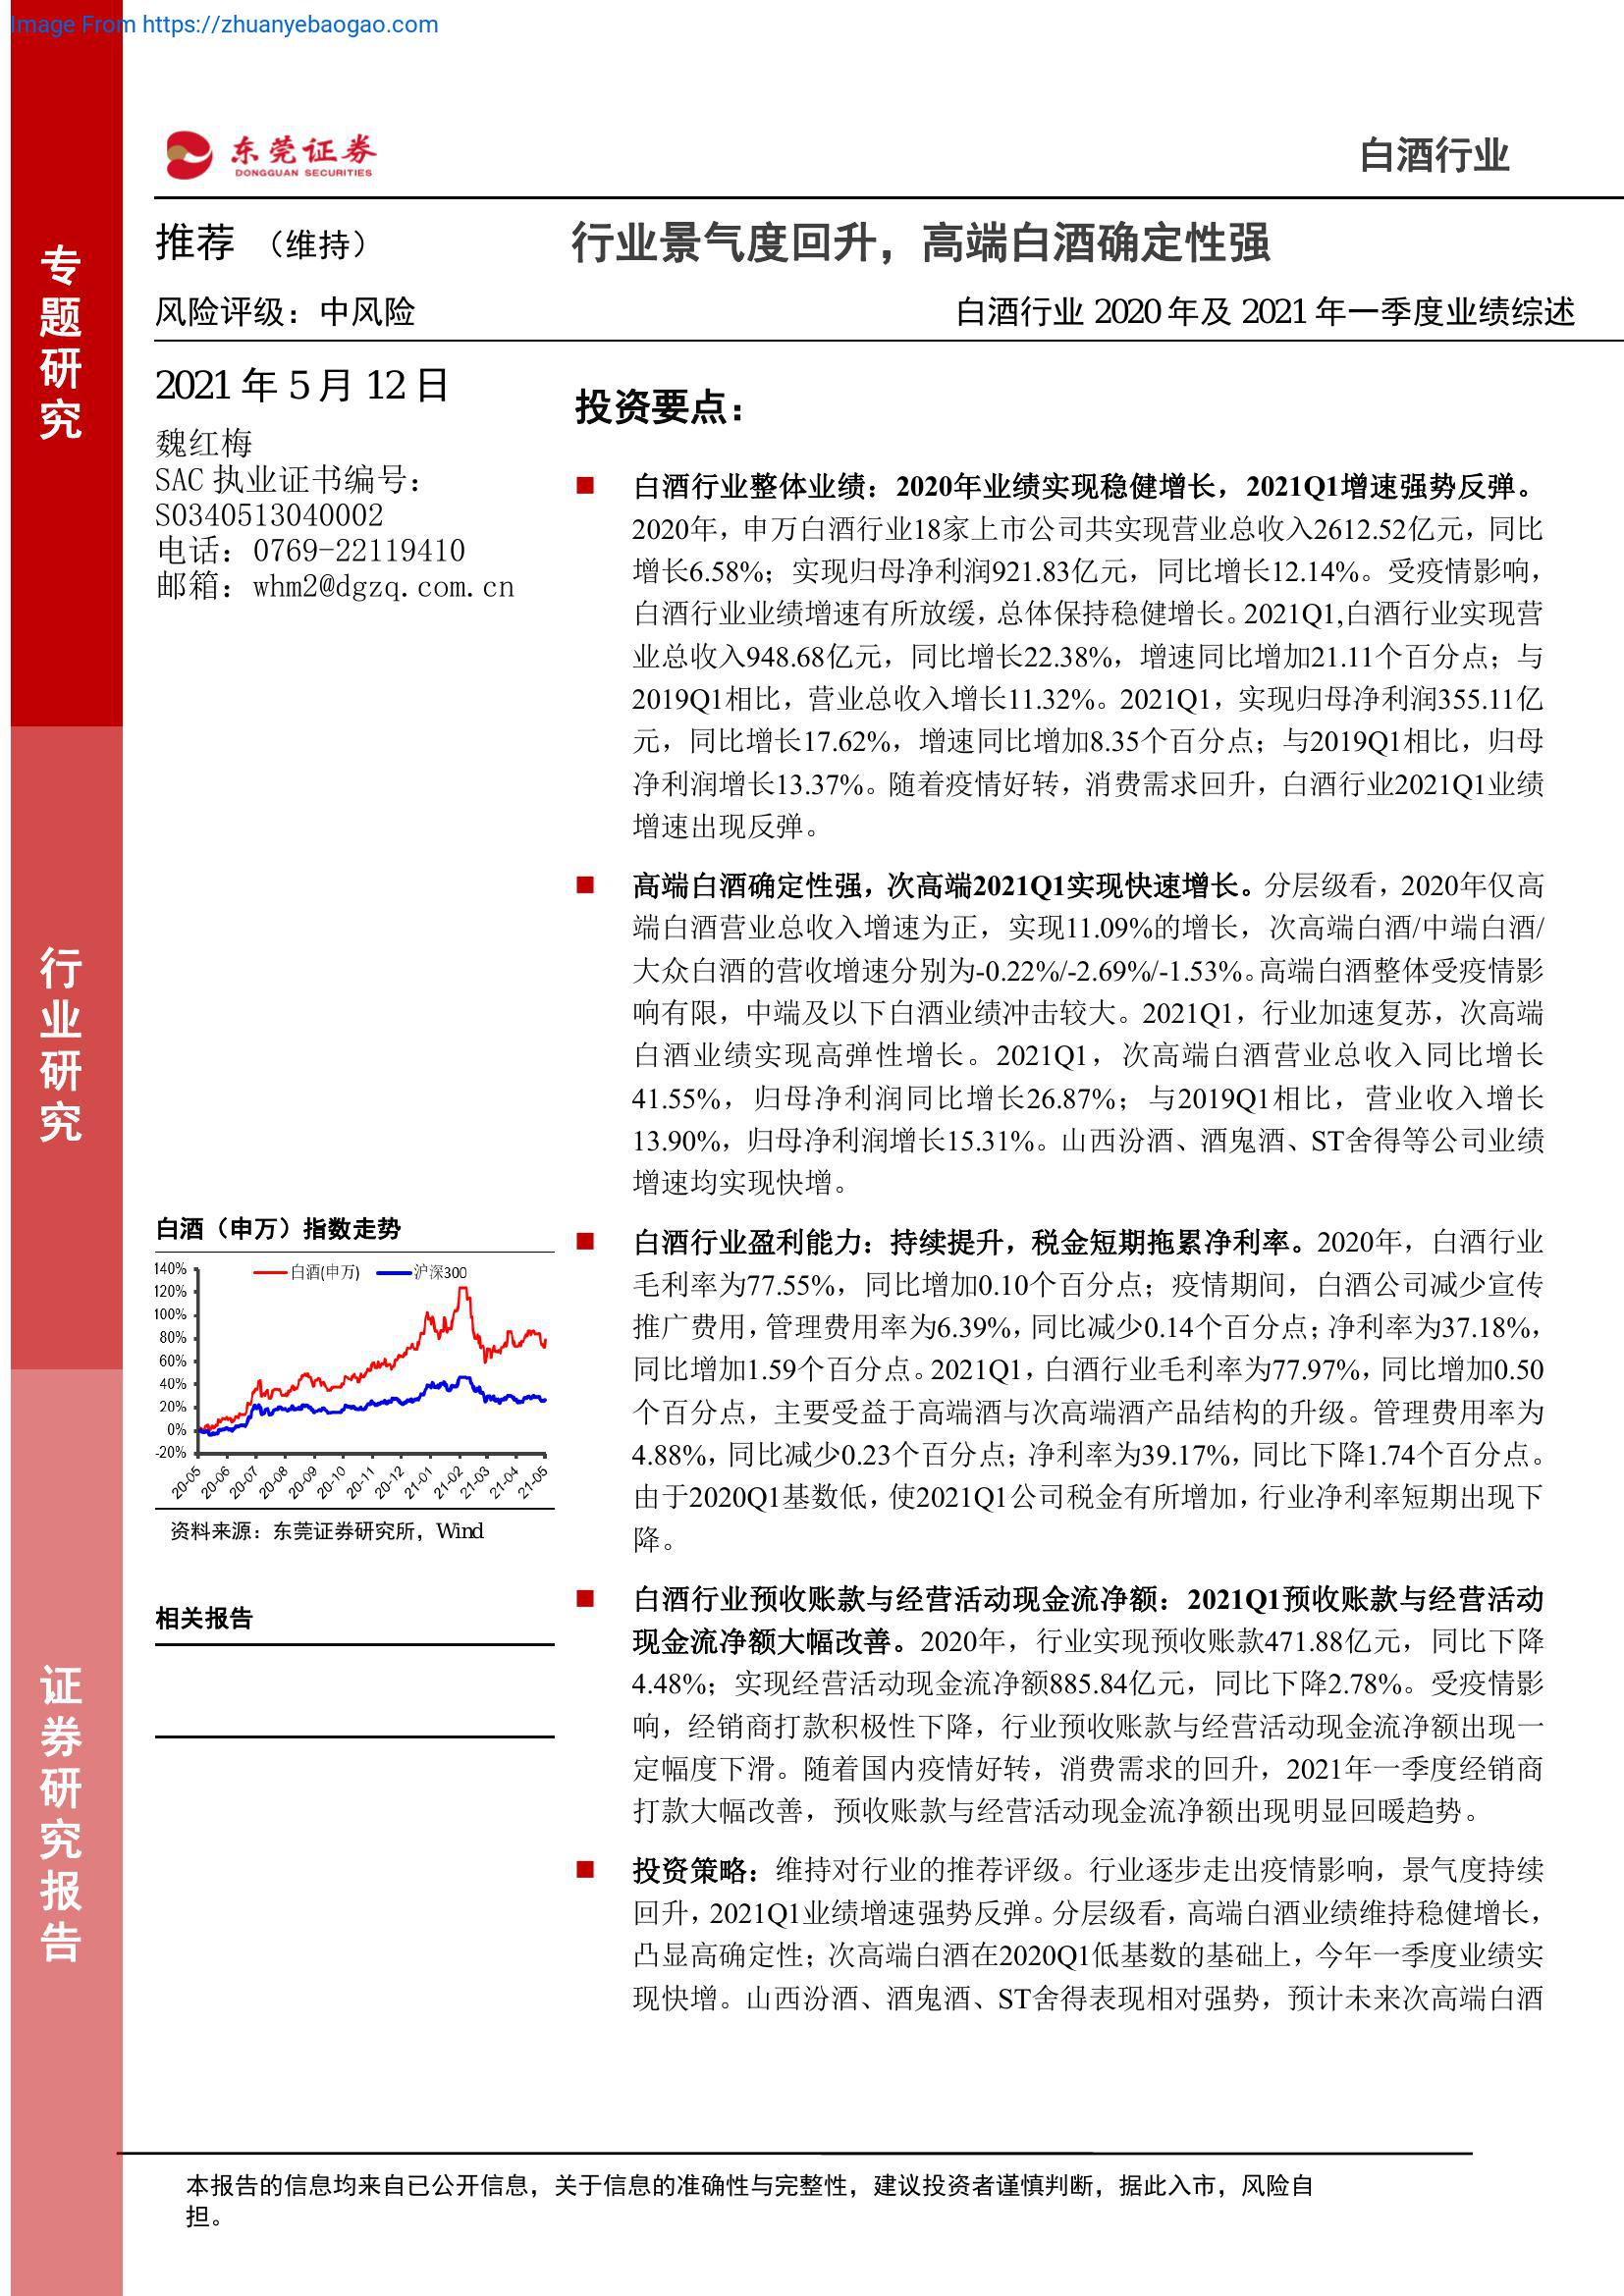 Image From https://zhuanyebaogao.com
东莞证券
DONGGUAN SECURITIES
白酒行业
专题研究
行业研究
证券研究报告
推荐 （维持）
行业景气度回升，高端白酒确定性强
风险评级：中风险
白酒行业 2020 年及 2021 年一季度业绩综述
2021 年 5 月 12 日
魏红梅
SAC 执业证书编号：
S0340513040002
电话：0769-22119410
邮箱：whm2@dgzq.com.cn
白酒（申万）指数走势
白酒(申万) 沪深300
140%
120%
100%
80%
60%
40%
20%
0%
-20%
20-05 20-06 20-07 20-08 20-09 20-10 20-11 20-12 21-01 21-02 21-03 21-04 21-05
资料来源：东莞证券研究所，Wind
相关报告
投资要点：
■ 白酒行业整体业绩：2020年业绩实现稳健增长，2021Q1增速强势反弹。
2020年，申万白酒行业18家上市公司共实现营业总收入2612.52亿元，同比
增长6.58%；实现归母净利润921.83亿元，同比增长12.14%。受疫情影响，
白酒行业业绩增速有所放缓，总体保持稳健增长。2021Q1,白酒行业实现营
业总收入948.68亿元，同比增长22.38%，增速同比增加21.11个百分点；与
2019Q1相比，营业总收入增长11.32%。2021Q1，实现归母净利润355.11亿
元，同比增长17.62%，增速同比增加8.35个百分点；与2019Q1相比，归母
净利润增长13.37%。随着疫情好转，消费需求回升，白酒行业2021Q1业绩
增速出现反弹。
■ 高端白酒确定性强，次高端2021Q1实现快速增长。分层级看，2020年仅高
端白酒营业总收入增速为正，实现11.09%的增长，次高端白酒/中端白酒/
大众白酒的营收增速分别为-0.22%/-2.69%/-1.53%。高端白酒整体受疫情影
响有限，中端及以下白酒业绩冲击较大。2021Q1，行业加速复苏，次高端
白酒业绩实现高弹性增长。2021Q1，次高端白酒营业总收入同比增长
41.55%，归母净利润同比增长26.87%；与2019Q1相比，营业收入增长
13.90%，归母净利润增长15.31%。山西汾酒、酒鬼酒、ST舍得等公司业绩
增速均实现快增。
■ 白酒行业盈利能力：持续提升，税金短期拖累净利率。2020年，白酒行业
毛利率为77.55%，同比增加0.10个百分点；疫情期间，白酒公司减少宣传
推广费用，管理费用率为6.39%，同比减少0.14个百分点；净利率为37.18%，
同比增加1.59个百分点。2021Q1，白酒行业毛利率为77.97%，同比增加0.50
个百分点，主要受益于高端酒与次高端酒产品结构的升级。管理费用率为
4.88%，同比减少0.23个百分点；净利率为39.17%，同比下降1.74个百分点。
由于2020Q1基数低，使2021Q1公司税金有所增加，行业净利率短期出现下
降。
■ 白酒行业预收账款与经营活动现金流净额：2021Q1预收账款与经营活动
现金流净额大幅改善。2020年，行业实现预收账款471.88亿元，同比下降
4.48%；实现经营活动现金流净额885.84亿元，同比下降2.78%。受疫情影
响，经销商打款积极性下降，行业预收账款与经营活动现金流净额出现一
定幅度下滑。随着国内疫情好转，消费需求的回升，2021年一季度经销商
打款大幅改善，预收账款与经营活动现金流净额出现明显回暖趋势。
■ 投资策略：维持对行业的推荐评级。行业逐步走出疫情影响，景气度持续
回升，2021Q1业绩增速强势反弹。分层级看，高端白酒业绩维持稳健增长，
凸显高确定性；次高端白酒在2020Q1低基数的基础上，今年一季度业绩实
现快增。山西汾酒、酒鬼酒、ST舍得表现相对强势，预计未来次高端白酒
本报告的信息均来自已公开信息，关于信息的准确性与完整性，建议投资者谨慎判断，据此入市，风险自
担。